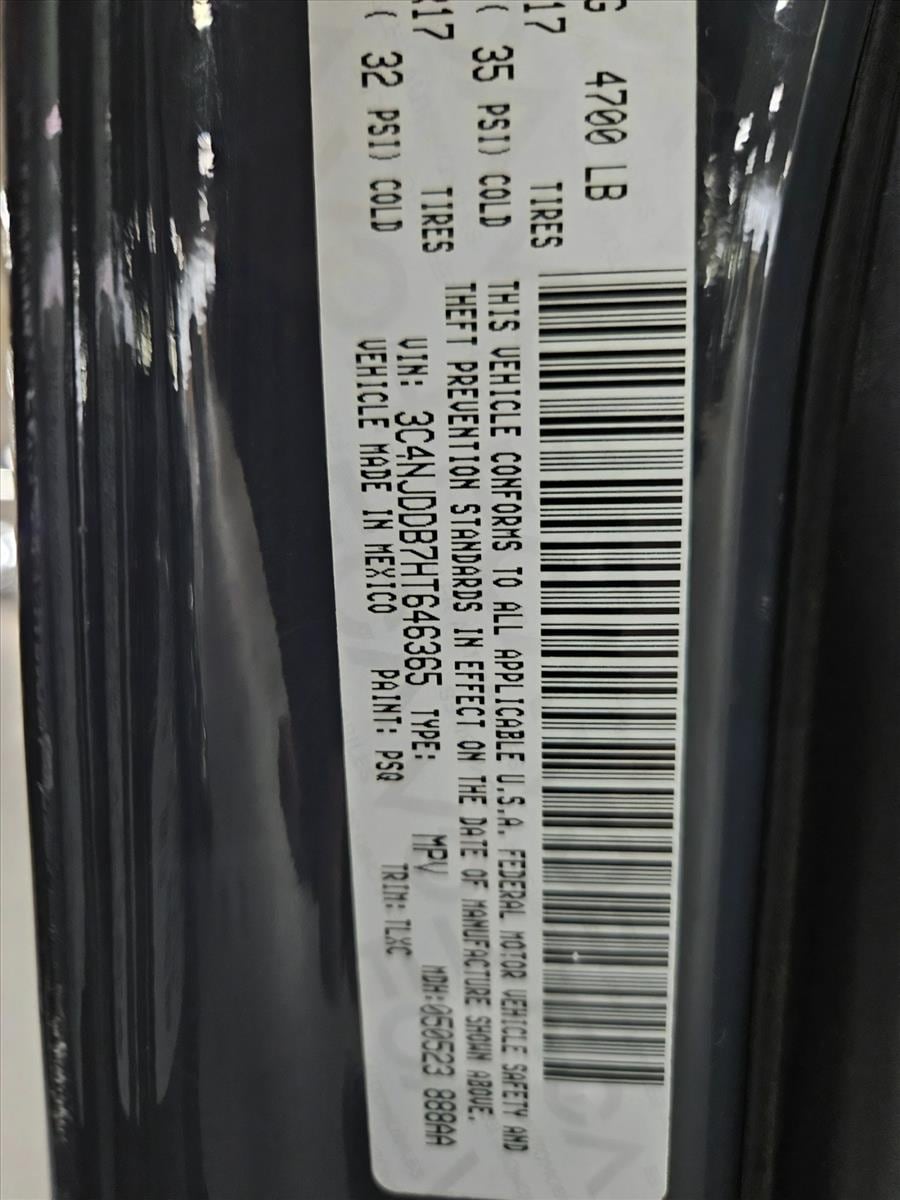 G 4700 LB
17 TIRES
( 35 PSI) COLD
R17 TIRES
( 32 PSI) COLD
THIS VEHICLE CONFORMS TO ALL APPLICABLE U.S.A. FEDERAL MOTOR VEHICLE SAFETY AND
THEFT PREVENTION STANDARDS IN EFFECT ON THE DATE OF MANUFACTURE SHOWN ABOVE.
VIN: 3C4NJDDB7HT646365 TYPE: MPV MDH:050523 888AA
VEHICLE MADE IN MEXICO PAINT: PSQ TRIM: TLXC